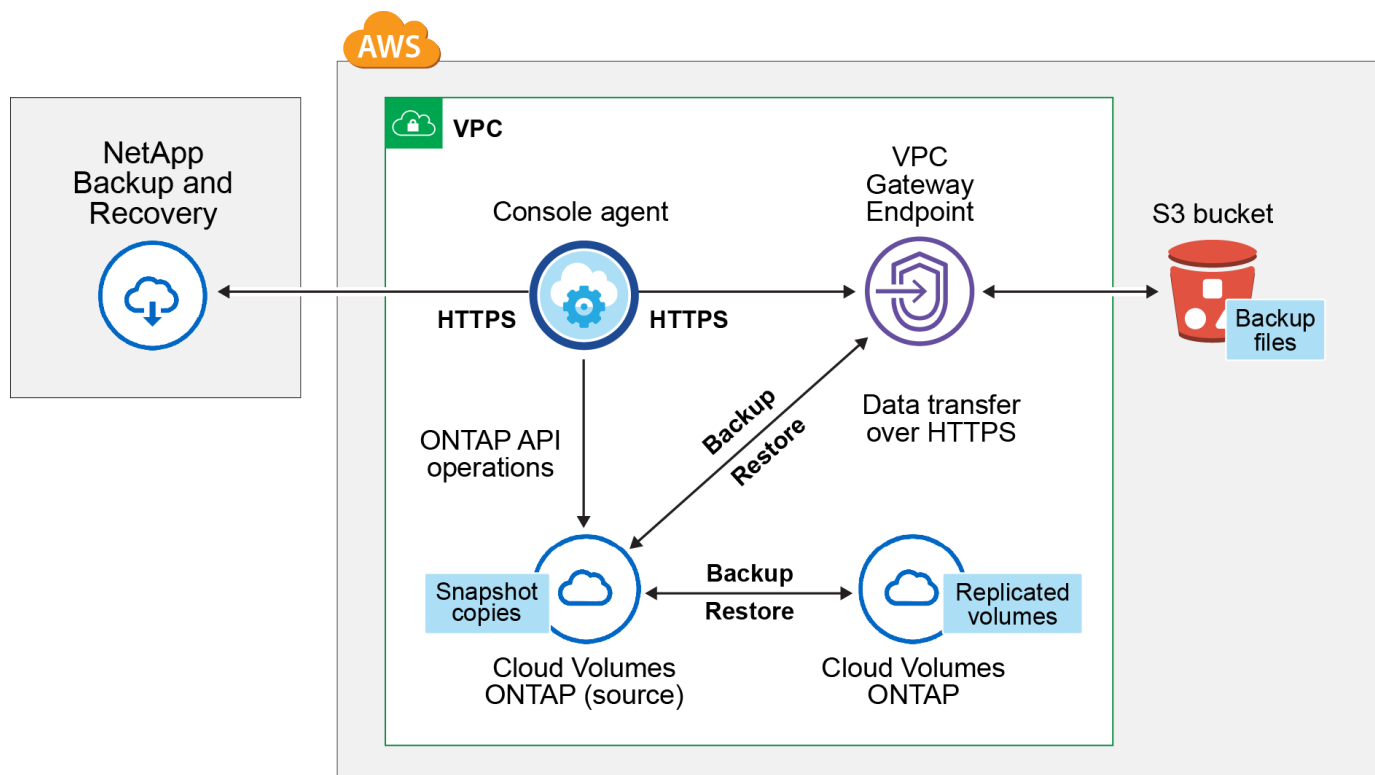 AWS
VPC
NetApp
Backup and
Recovery
Console agent
VPC
Gateway
Endpoint
S3 bucket
HTTPS
HTTPS
Backup
files
ONTAP API
operations
Backup
Restore
Data transfer
over HTTPS
Snapshot
copies
Backup
Restore
Replicated
volumes
Cloud Volumes
ONTAP (source)
Cloud Volumes
ONTAP